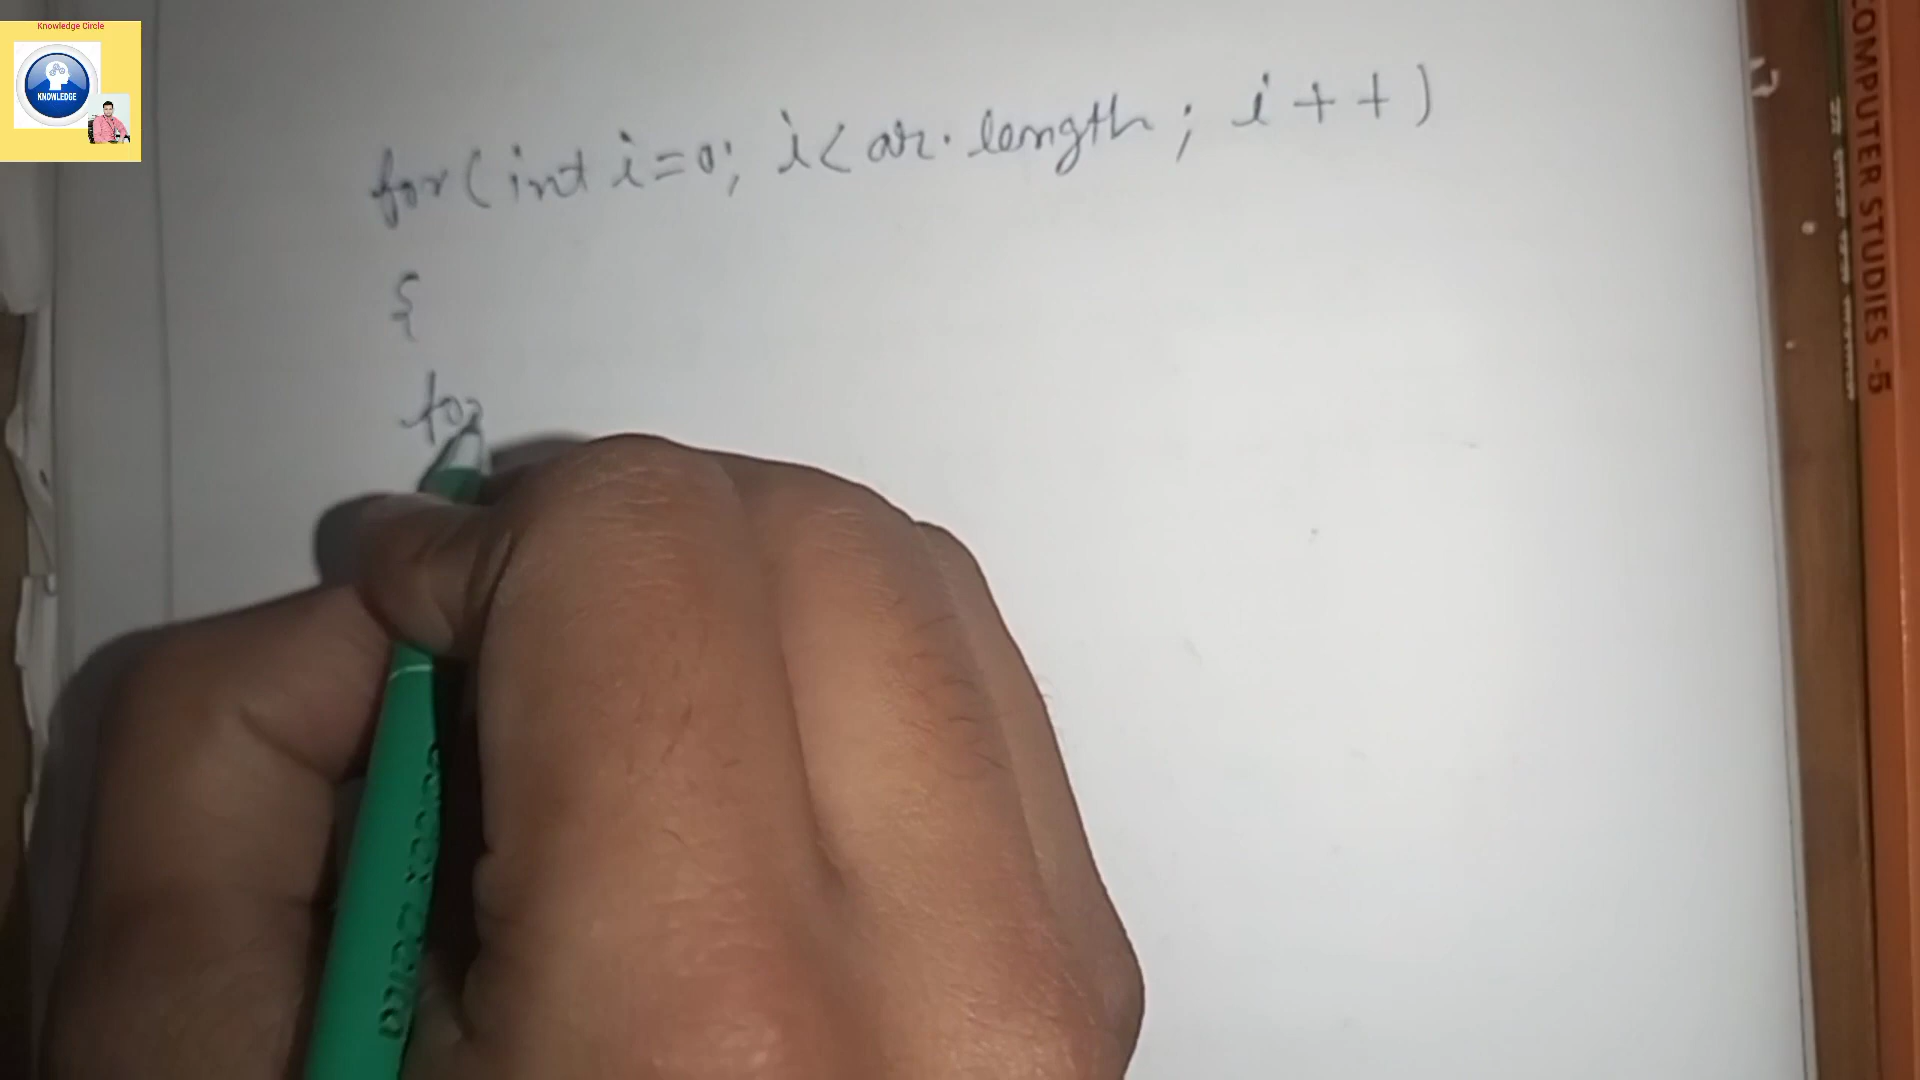 Knowledge Circle
KNOWLEDGE
for(int i=0; i<ar.length; i++)
{
for
COMPUTER STUDIES -5